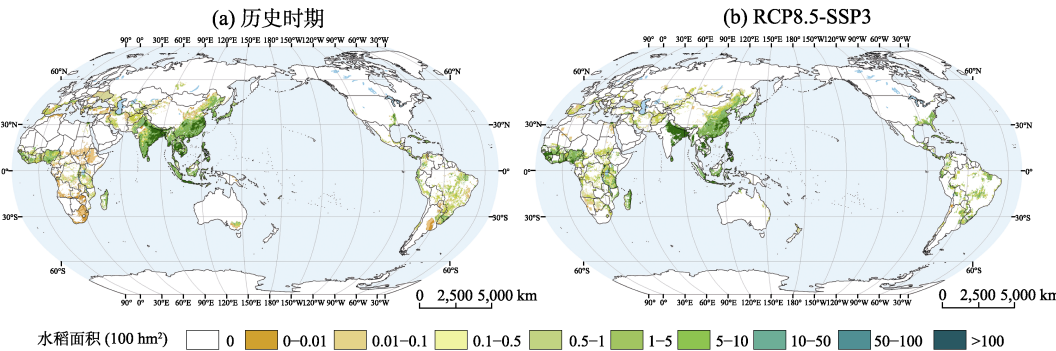 (a) 历史时期
(b) RCP8.5-SSP3
90° 0° 30°E 60°E 90°E 120°E 150°E 180° 150°W 120°W 90°W 60°W 30°W
90° 0° 30°E 60°E 90°E 120°E 150°E 180° 150°W 120°W 90°W 60°W 30°W
60°N 60°N 60°N 60°N
30°N 30°N 30°N 30°N
0° 0° 0° 0°
30°S 30°S 30°S 30°S
60°S 60°S 60°S 60°S
90° 0° 30°E 60°E 90°E 120°E 150°E 180° 150°W 120°W 90°W 60°W 30°W
90° 0° 30°E 60°E 90°E 120°E 150°E 180° 150°W 120°W 90°W 60°W 30°W
0 2,500 5,000 km
0 2,500 5,000 km
水稻面积 (100 hm²) 0 0–0.01 0.01–0.1 0.1–0.5 0.5–1 1–5 5–10 10–50 50–100 >100